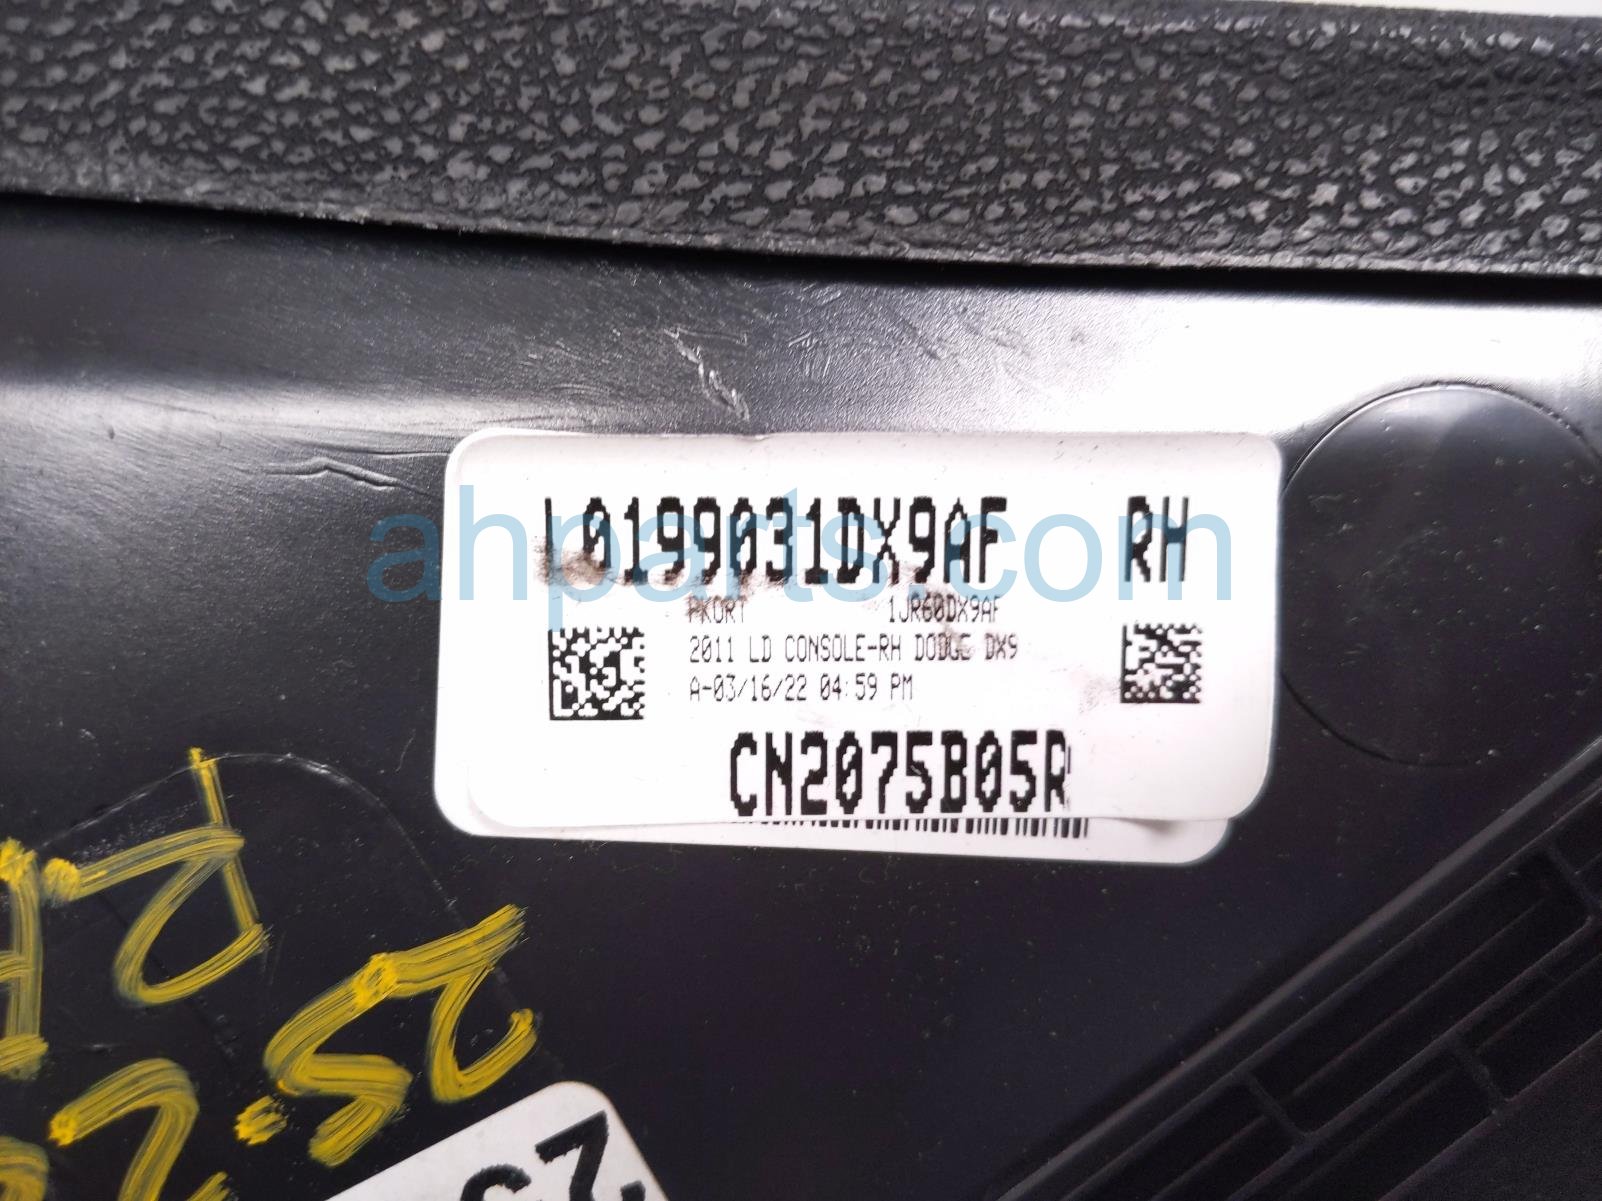 L0199031DX9AF RH
ahparts.com
PKORT 1JR60DX9AF
2011 LD CONSOLE-RH DODGE DX9
A-03/16/22 04:59 PM
CN2075B05R